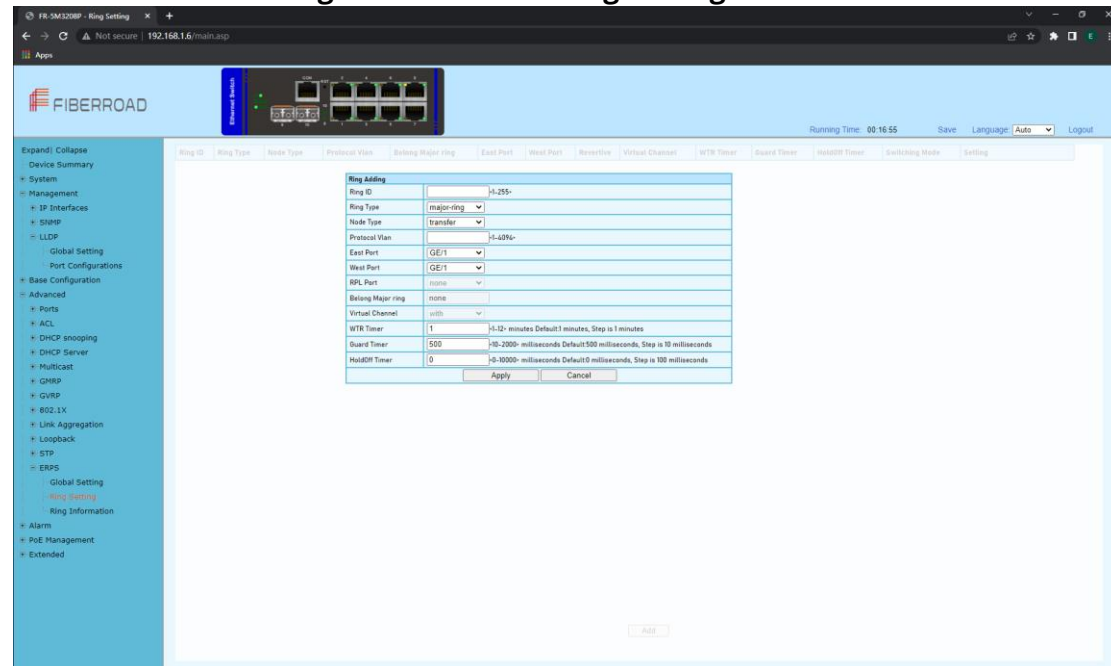 FR-5M3208P - Ring Setting
Not secure | 192.168.1.6/main.asp
Apps
FIBERROAD
Ethernet Switch
Running Time: 00:16:55 Save Language: Auto Logout
Expand| Collapse
Device Summary
System
Management
IP Interfaces
SNMP
LLDP
Global Setting
Port Configurations
Base Configuration
Advanced
Ports
ACL
DHCP snooping
DHCP Server
Multicast
GMRP
GVRP
802.1X
Link Aggregation
Loopback
STP
ERPS
Global Setting
Ring Setting
Ring Information
Alarm
PoE Management
Extended
Ring ID Ring Type Node Type Protocal Vlan Belong Major ring East Port West Port Revertive Virtual Channel WTR Timer Guard Timer HoldOff Timer Switching Mode Setting
Ring Adding
Ring ID <1-255>
Ring Type major-ring
Node Type transfer
Protocal Vlan <1-4094>
East Port GE/1
West Port GE/1
RPL Port none
Belong Major ring none
Virtual Channel with
WTR Timer 1 <1-12> minutes Default:1 minutes, Step is 1 minutes
Guard Timer 500 <10-2000> milliseconds Default:500 milliseconds, Step is 10 milliseconds
HoldOff Timer 0 <0-10000> milliseconds Default:0 milliseconds, Step is 100 milliseconds
Apply Cancel
Add